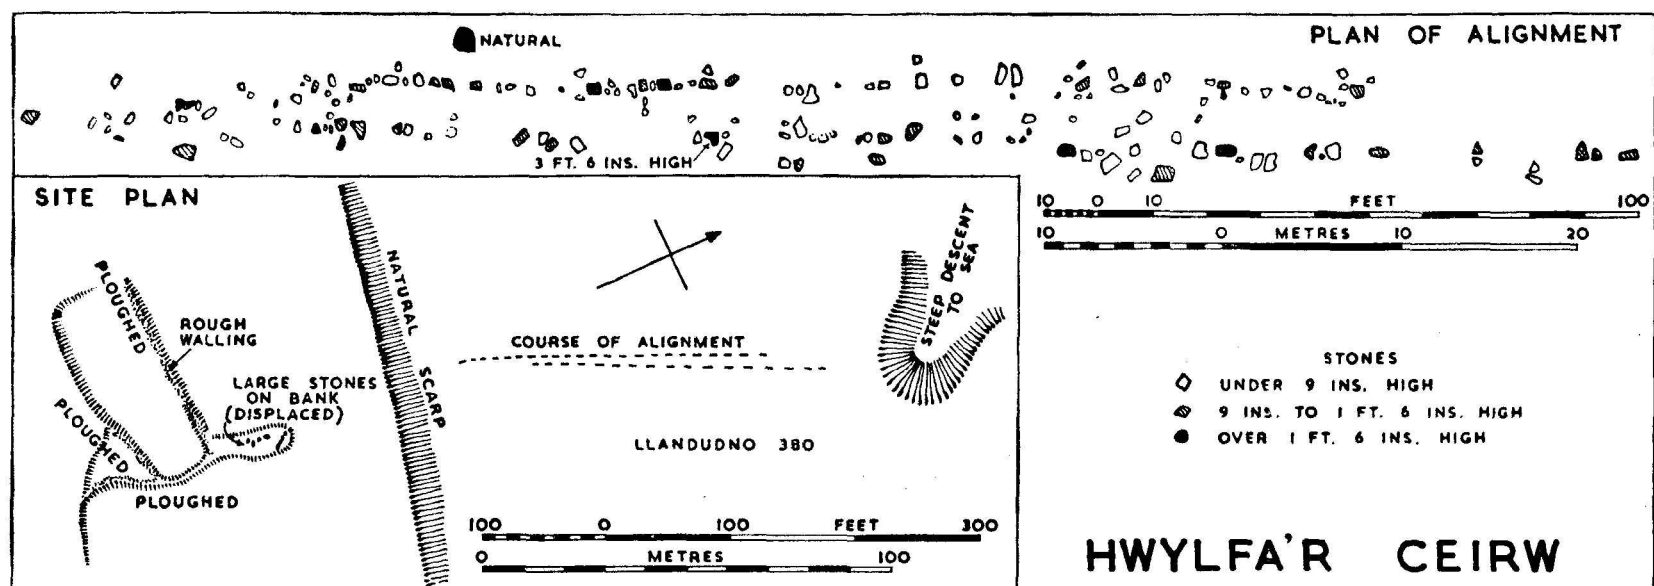 PLAN OF ALIGNMENT
NATURAL
3 FT. 6 INS. HIGH
10 0 10 FEET 100
10 METRES 0 10 20
SITE PLAN
PLOUGHED
ROUGH
WALLING
LARGE STONES
ON BANK
(DISPLACED)
PLOUGHED
PLOUGHED
NATURAL SCARP
COURSE OF ALIGNMENT
STEEP DESCENT
TO SEA
LLANDUDNO 380
100 0 100 FEET 300
0 METRES 100
STONES
UNDER 9 INS. HIGH
9 INS. TO 1 FT. 6 INS. HIGH
OVER 1 FT. 6 INS. HIGH
HWYLFA'R CEIRW